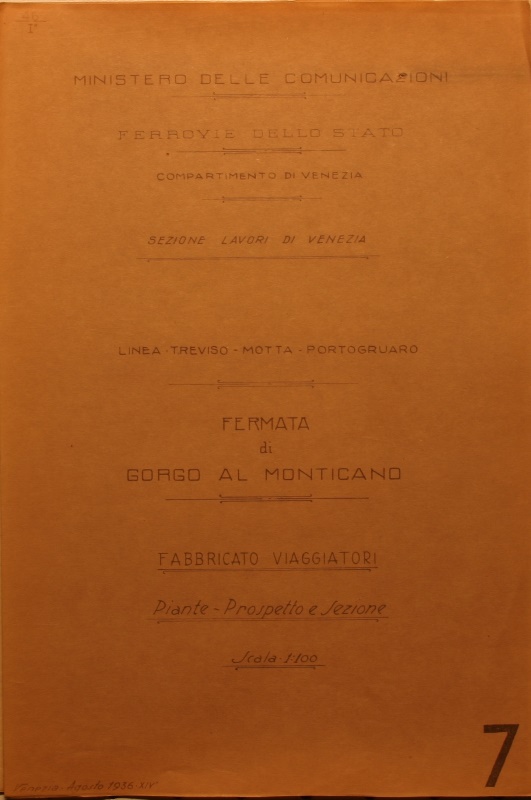 MINISTERO DELLE COMUNICAZIONI
FERROVIE DELLO STATO
COMPARTIMENTO DI VENEZIA
SEZIONE LAVORI DI VENEZIA
LINEA - TREVISO - MOTTA - PORTOGRUARO
FERMATA
di
GORGO AL MONTICANO
FABBRICATO VIAGGIATORI
Piante - Prospetto e Sezione
Scala 1:100
7
Venezia - Agosto 1936 - XIV